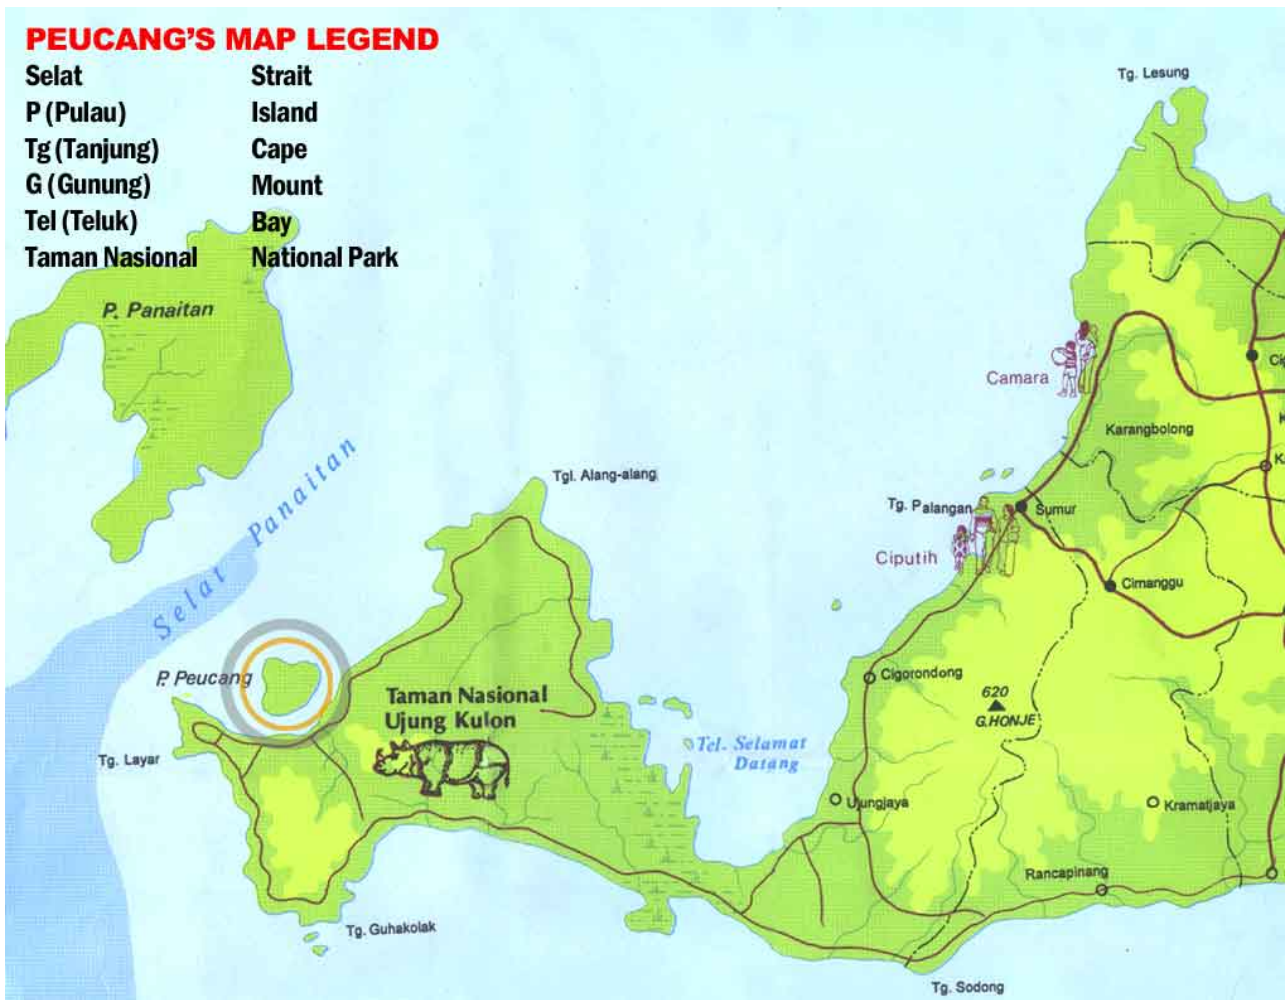 PEUCANG'S MAP LEGEND
Selat Strait
P (Pulau) Island
Tg (Tanjung) Cape
G (Gunung) Mount
Tel (Teluk) Bay
Taman Nasional National Park
Tg. Lesung
P. Panaitan
Camara
Karangbolong
Selat Panaitan
Tgl. Alang-alang
Tg. Palangan
Sumur
Ciputih
Cimanggu
P. Peucang
Cigorondong
Taman Nasional
Ujung Kulon
620
G.HONJE
Tg. Layar
Tel. Selamat
Datang
Ujungjaya
Kramatjaya
Rancapinang
Tg. Guhakolak
Tg. Sodong